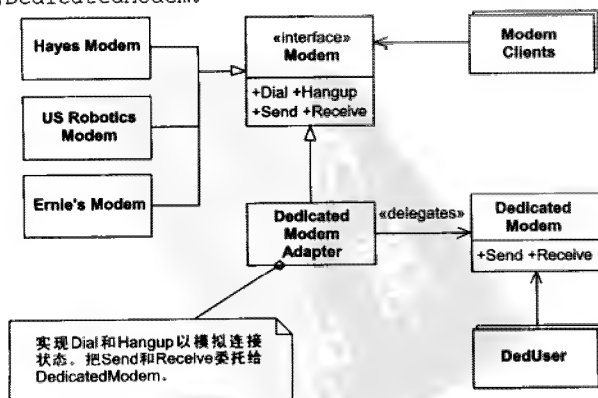 DedicatedModem.
Hayes Modem
«interface»
Modem
+Dial +Hangup
+Send +Receive
Modem
Clients
US Robotics
Modem
Ernie's Modem
Dedicated
Modem
Adapter
«delegates»
Dedicated
Modem
+Send +Receive
实现Dial和Hangup以模拟连接
状态。把Send和Receive委托给
DedicatedModem。
DedUser